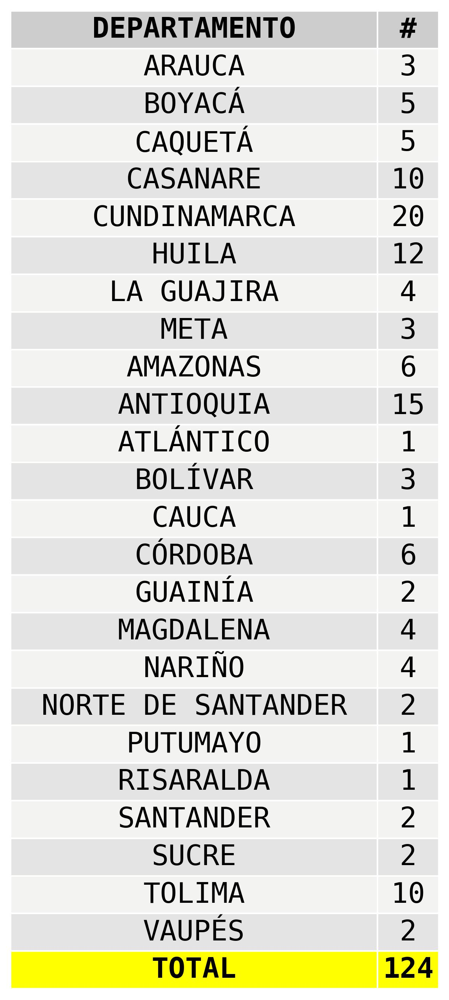 DEPARTAMENTO #
ARAUCA 3
BOYACÁ 5
CAQUETÁ 5
CASANARE 10
CUNDINAMARCA 20
HUILA 12
LA GUAJIRA 4
META 3
AMAZONAS 6
ANTIOQUIA 15
ATLÁNTICO 1
BOLÍVAR 3
CAUCA 1
CÓRDOBA 6
GUAINÍA 2
MAGDALENA 4
NARIÑO 4
NORTE DE SANTANDER 2
PUTUMAYO 1
RISARALDA 1
SANTANDER 2
SUCRE 2
TOLIMA 10
VAUPÉS 2
TOTAL 124